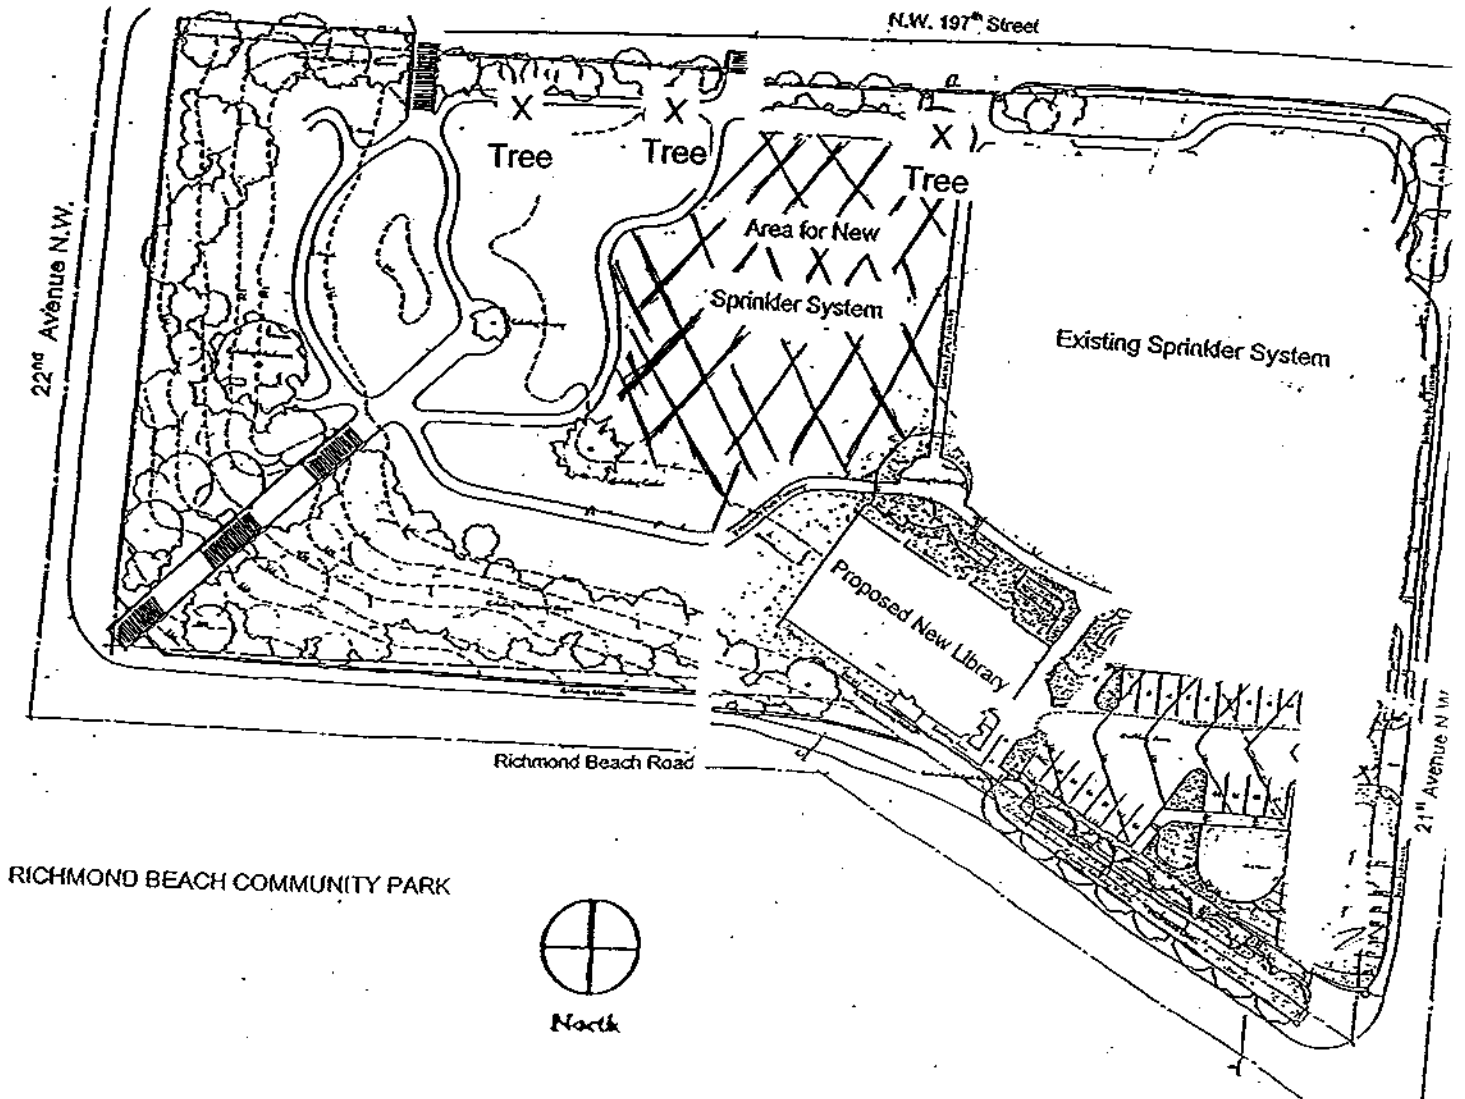 N.W. 197th Street
Tree
Tree
Tree
Area for New
Sprinkler System
Existing Sprinkler System
22nd Avenue N.W.
Proposed New Library
Richmond Beach Road
21st Avenue N.W.
RICHMOND BEACH COMMUNITY PARK
North